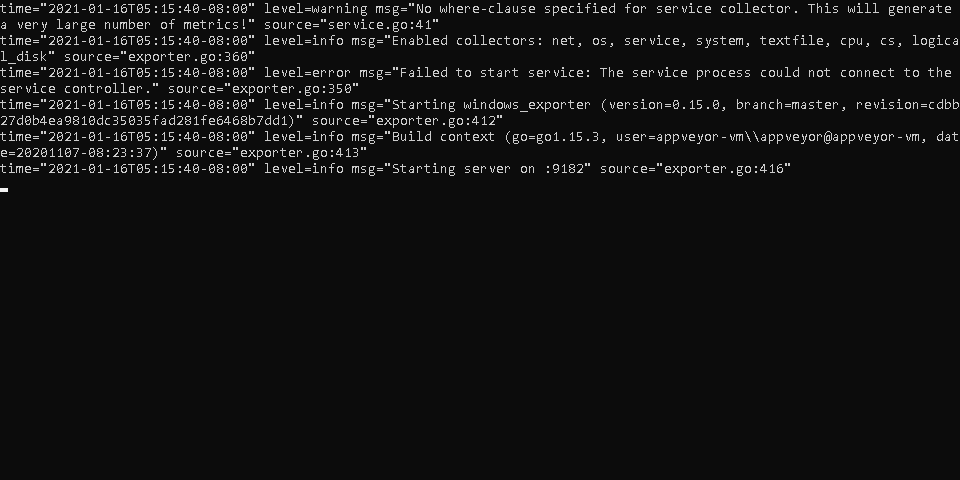 time="2021-01-16T05:15:40-08:00" level=warning msg="No where-clause specified for service collector. This will generate
a very large number of metrics!" source="service.go:41"
time="2021-01-16T05:15:40-08:00" level=info msg="Enabled collectors: net, os, service, system, textfile, cpu, cs, logica
l_disk" source="exporter.go:360"
time="2021-01-16T05:15:40-08:00" level=error msg="Failed to start service: The service process could not connect to the
service controller." source="exporter.go:350"
time="2021-01-16T05:15:40-08:00" level=info msg="Starting windows_exporter (version=0.15.0, branch=master, revision=cdbb
27d0b4ea9810dc35035fad281fe6468b7dd1)" source="exporter.go:412"
time="2021-01-16T05:15:40-08:00" level=info msg="Build context (go=go1.15.3, user=appveyor-vm\\appveyor@appveyor-vm, dat
e=20201107-08:23:37)" source="exporter.go:413"
time="2021-01-16T05:15:40-08:00" level=info msg="Starting server on :9182" source="exporter.go:416"